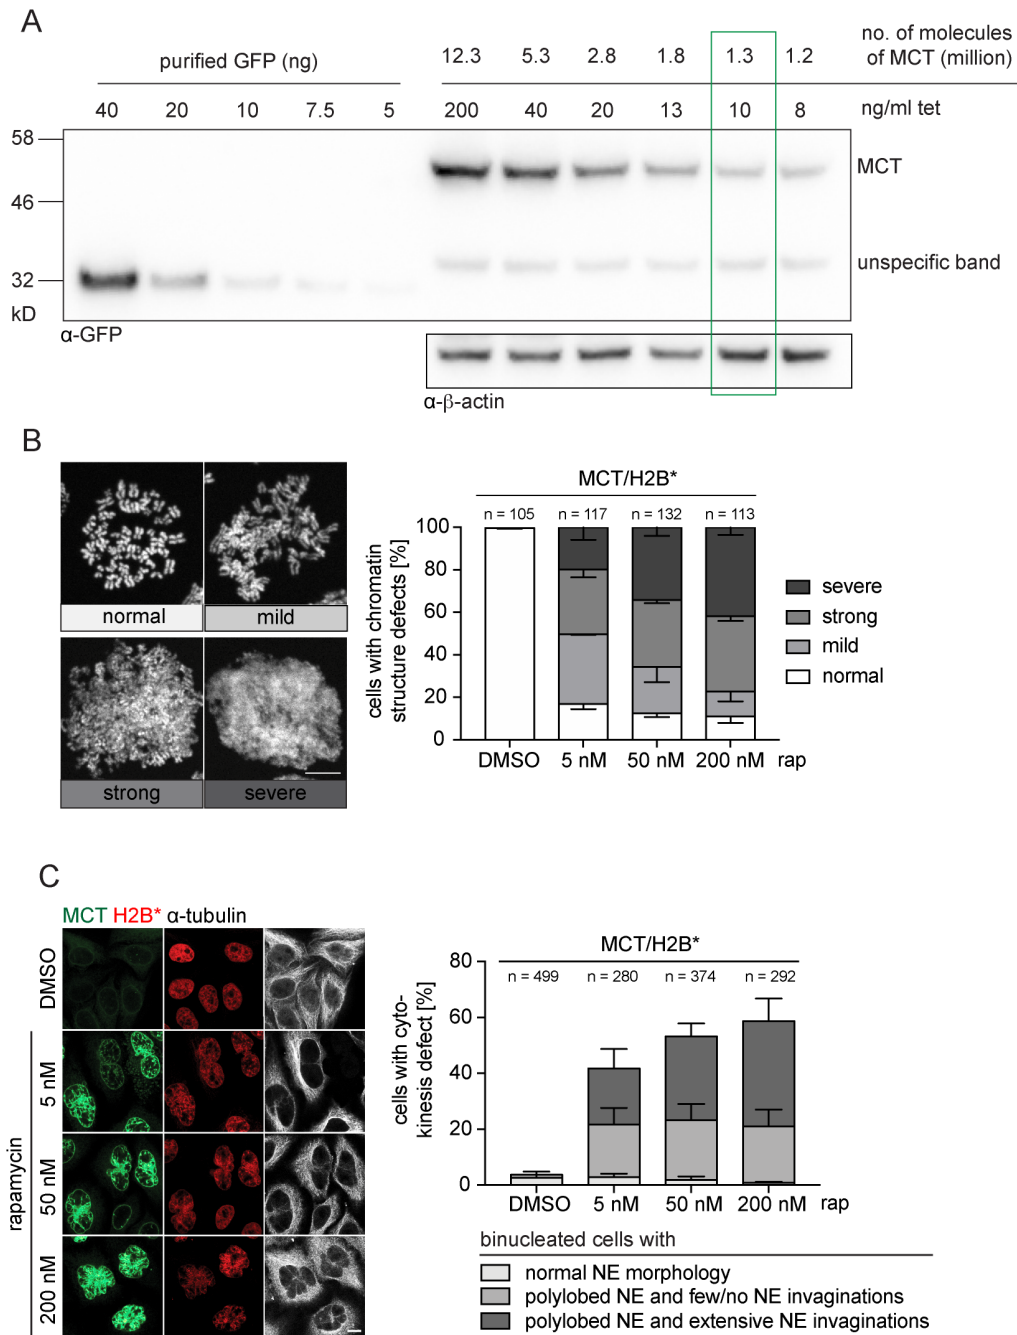 A
no. of molecules
of MCT (million)
purified GFP (ng)
12.3 5.3 2.8 1.8 1.3 1.2
40 20 10 7.5 5
200 40 20 13 10 8
ng/ml tet
58
MCT
46
unspecific band
32
kD
α-GFP
α-β-actin
B
normal
mild
strong
severe
MCT/H2B*
n = 105 n = 117 n = 132 n = 113
cells with chromatin
structure defects [%]
100
80
60
40
20
0
DMSO 5 nM 50 nM 200 nM rap
severe
strong
mild
normal
C
MCT H2B* α-tubulin
DMSO
rapamycin
5 nM
50 nM
200 nM
MCT/H2B*
n = 499 n = 280 n = 374 n = 292
cells with cyto-
kinesis defect [%]
80
60
40
20
0
DMSO 5 nM 50 nM 200 nM rap
binucleated cells with
normal NE morphology
polylobed NE and few/no NE invaginations
polylobed NE and extensive NE invaginations